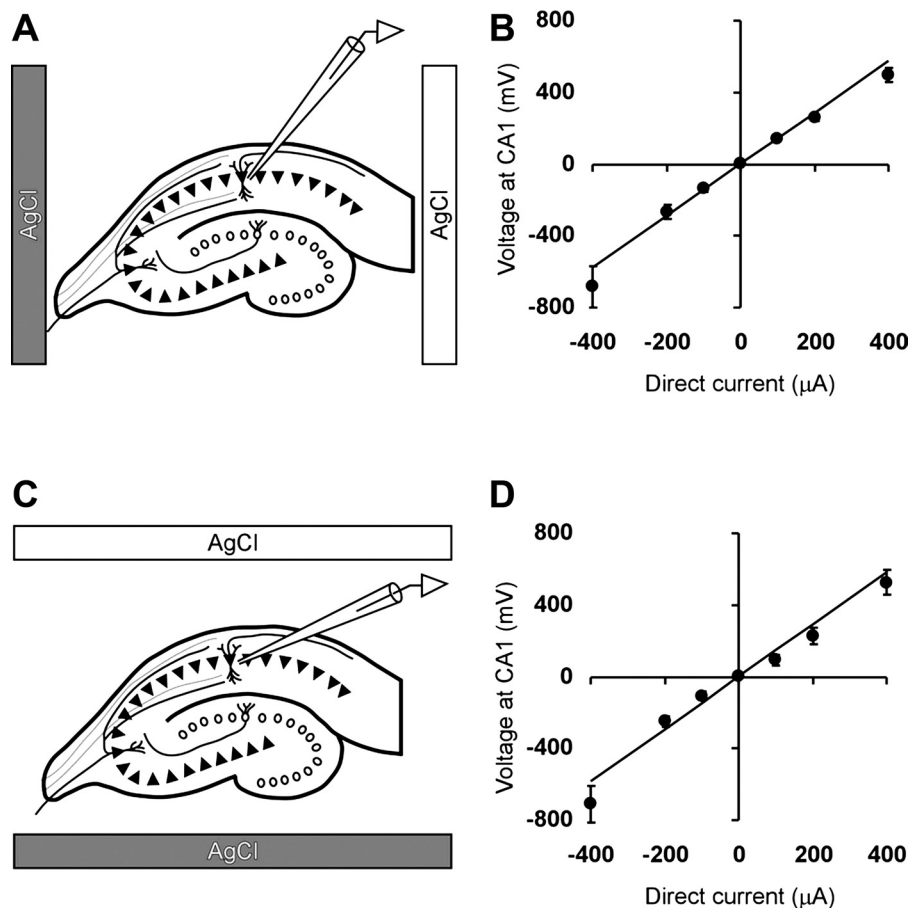 A
AgCl
AgCl
B
Voltage at CA1 (mV)
800
400
0
-400
-800
-400
-200
0
200
400
Direct current (μA)
C
AgCl
AgCl
D
Voltage at CA1 (mV)
800
400
0
-400
-800
-400
-200
0
200
400
Direct current (μA)